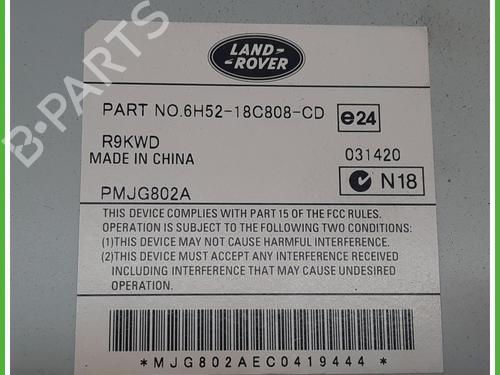 LAND-
ROVER
PART NO.6H52-18C808-CD
e24
R9KWD
031420
MADE IN CHINA
N18
PMJG802A
THIS DEVICE COMPLIES WITH PART 15 OF THE FCC RULES.
OPERATION IS SUBJECT TO THE FOLLOWING TWO CONDITIONS:
(1)THIS DEVICE MAY NOT CAUSE HARMFUL INTERFERENCE.
(2)THIS DEVICE MUST ACCEPT ANY INTERFERENCE RECEIVED
INCLUDING INTERFERENCE THAT MAY CAUSE UNDESIRED
OPERATION.
*MJG802AEC0419444*
B-PARTS